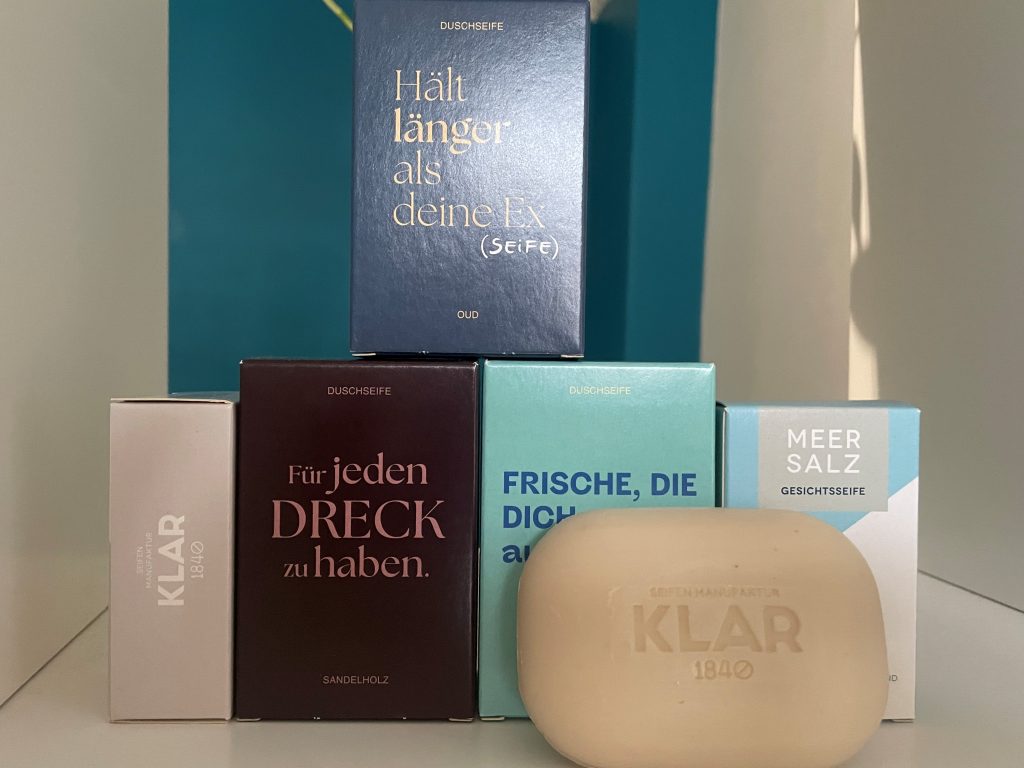 DUSCHSEIFE
Hält
länger
als
deine Ex
(SEiFE)
OUD
SEIFEN
MANUFAKTUR
KLAR
1840
DUSCHSEIFE
Für jeden
DRECK
zu haben.
SANDELHOLZ
DUSCHSEIFE
FRISCHE, DIE
DICH
MEER
SALZ
GESICHTSSEIFE
SEIFEN MANUFAKTUR
KLAR
1840